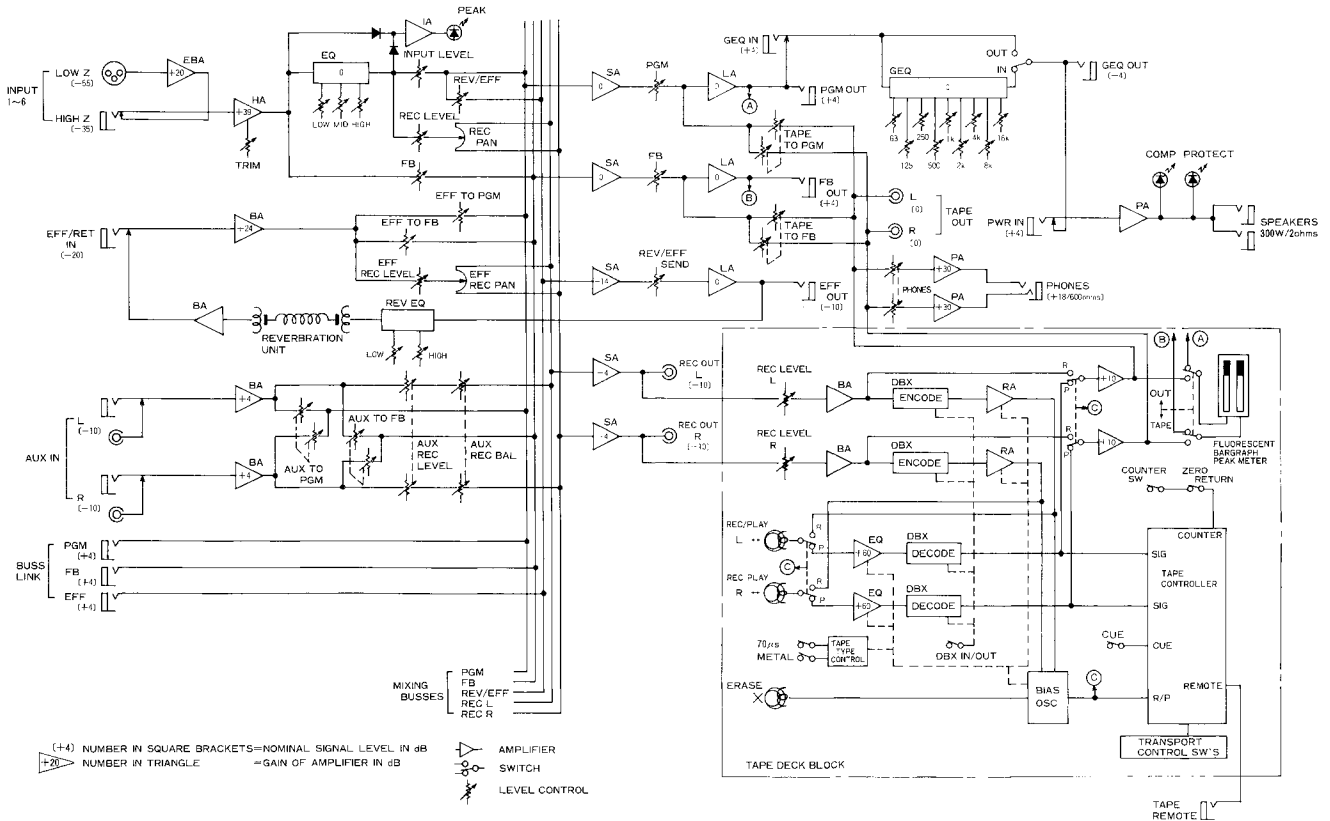 PEAK
IA
EQ
0
INPUT LEVEL
EBA
+20
LOW Z
(−55)
INPUT
1~6
HIGH Z
(−35)
HA
+39
TRIM
LOW MID HIGH
REV/EFF
REC LEVEL
REC
PAN
FB
SA
0
PGM
LA
0
A
PGM OUT
(+4)
TAPE
TO PGM
SA
0
FB
LA
0
B
FB
OUT
(+4)
TAPE
TO FB
GEQ IN
(+4)
GEQ
0
OUT
IN
GEQ OUT
(−4)
63
250
1k
4k
16k
125
500
2k
8k
L
(0)
R
(0)
TAPE
OUT
COMP PROTECT
PWR IN
(+4)
PA
SPEAKERS
300W/2ohms
EFF/RET
IN
(−20)
BA
+24
EFF TO PGM
EFF TO FB
EFF
REC LEVEL
EFF
REC PAN
SA
−14
REV/EFF
SEND
LA
0
EFF
OUT
(−10)
PA
+30
PHONES
PA
+30
PHONES
(+18/600ohms)
BA
REVERBRATION
UNIT
REV EQ
LOW
HIGH
AUX IN
L
(−10)
R
(−10)
BA
+4
BA
+4
AUX TO
PGM
AUX TO FB
AUX
REC
LEVEL
AUX
REC BAL
SA
−4
REC OUT
L
(−10)
SA
−4
REC OUT
R
(−10)
REC LEVEL
L
BA
DBX
ENCODE
RA
REC LEVEL
R
BA
DBX
ENCODE
RA
R
P
R
P
C
+10
+10
B
A
OUT
TAPE
FLUORESCENT
BARGRAPH
PEAK METER
COUNTER
SW
ZERO
RETURN
COUNTER
SIG
TAPE
CONTROLLER
SIG
CUE
CUE
REMOTE
R/P
TRANSPORT
CONTROL SW'S
REC/PLAY
L
R
P
EQ
+60
DBX
DECODE
C
REC PLAY
R
R
P
EQ
+60
DBX
DECODE
70μs
METAL
TAPE
TYPE
CONTROL
DBX IN/OUT
ERASE
BIAS
OSC
C
TAPE DECK BLOCK
TAPE
REMOTE
BUSS
LINK
PGM
(+4)
FB
(+4)
EFF
(+4)
MIXING
BUSSES
PGM
FB
REV/EFF
REC L
REC R
(+4) NUMBER IN SQUARE BRACKETS=NOMINAL SIGNAL LEVEL IN dB
+20 NUMBER IN TRIANGLE =GAIN OF AMPLIFIER IN dB
AMPLIFIER
SWITCH
LEVEL CONTROL